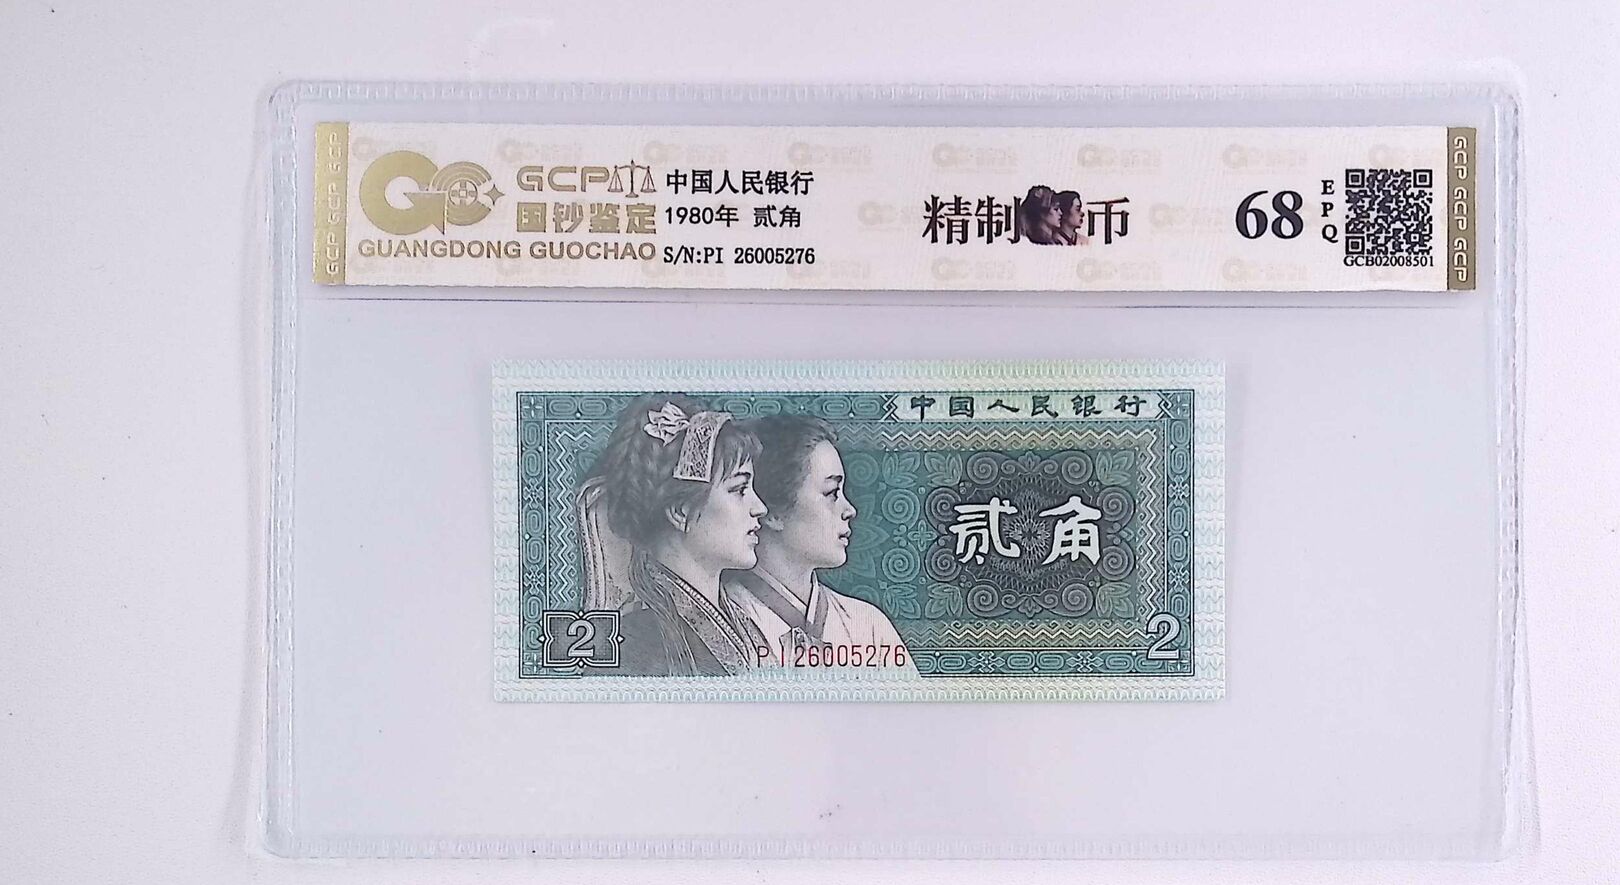 GCP GCP GCP
GCP
国钞鉴定
GUANGDONG GUOCHAO
中国人民银行
1980年 贰角
S/N:PI 26005276
精制币
68
EPQ
GCB02008501
GCP GCP GCP
中国人民银行
贰角
2
PI26005276
2